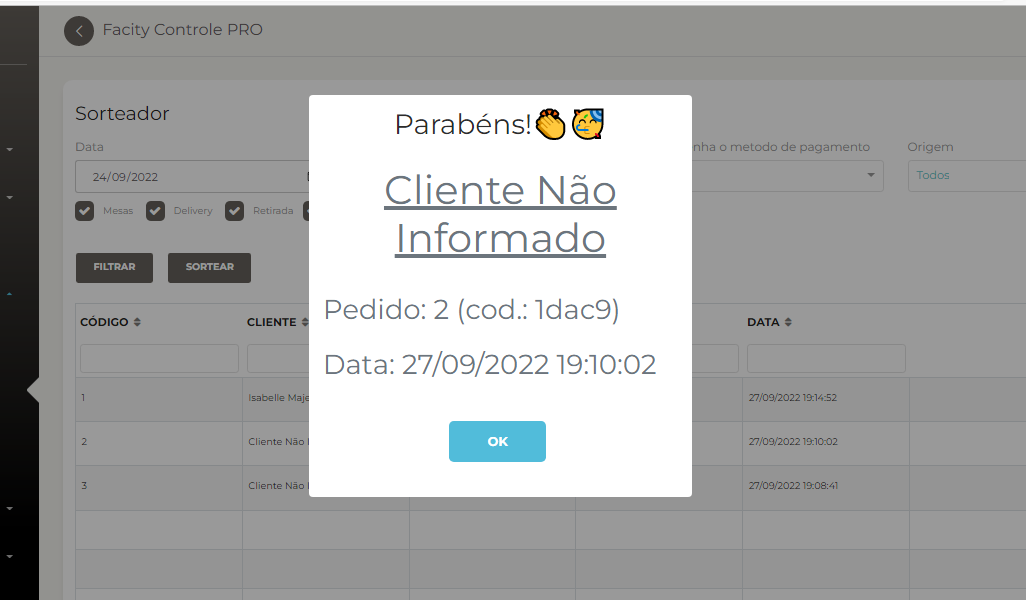 Facity Controle PRO
Sorteador
Data
24/09/2022
nha o metodo de pagamento
Origem
Todos
Mesas
Delivery
Retirada
FILTRAR
SORTEAR
Parabéns!👏🥳
Cliente Não
Informado
Pedido: 2 (cod.: 1dac9)
Data: 27/09/2022 19:10:02
OK
CÓDIGO
CLIENTE
DATA
1 Isabelle Maje 27/09/2022 19:14:52
2 Cliente Não 27/09/2022 19:10:02
3 Cliente Não 27/09/2022 19:08:41